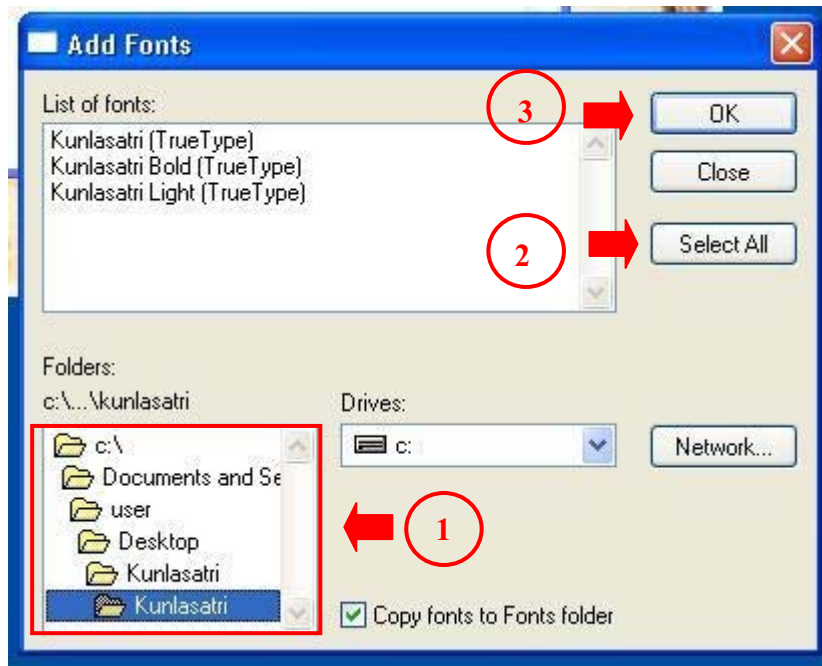 Add Fonts
List of fonts:
Kunlasatri (TrueType)
Kunlasatri Bold (TrueType)
Kunlasatri Light (TrueType)
3
OK
Close
2
Select All
Folders:
c:\...\kunlasatri
Drives:
c:\
Documents and Se
user
Desktop
Kunlasatri
Kunlasatri
c:
Network...
1
Copy fonts to Fonts folder